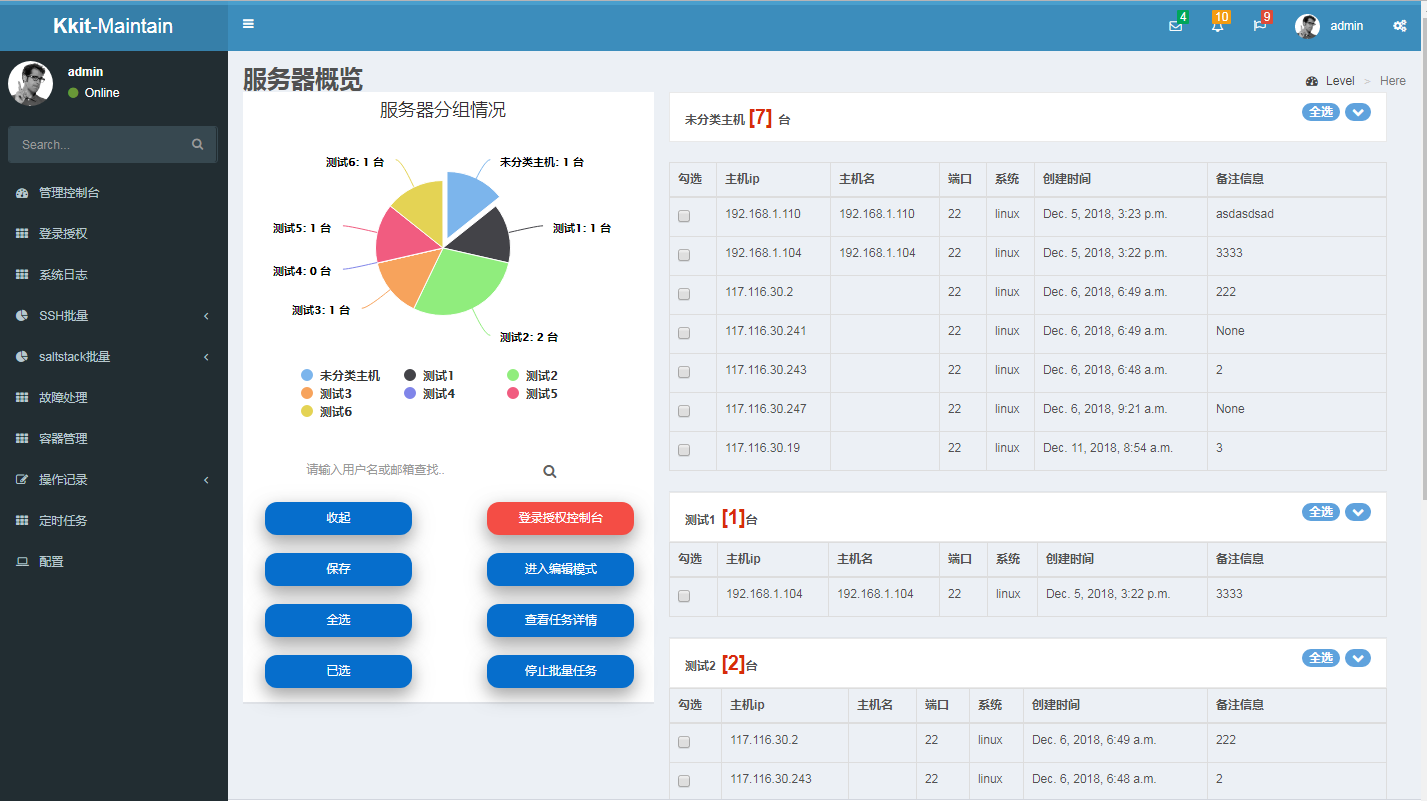 Kkit-Maintain
4
10
9
admin
admin
Online
Search...
管理控制台
登录授权
系统日志
SSH批量
saltstack批量
故障处理
容器管理
操作记录
定时任务
配置
服务器概览
Level > Here
服务器分组情况
测试6: 1 台
未分类主机: 1 台
测试5: 1 台
测试1: 1 台
测试4: 0 台
测试3: 1 台
测试2: 2 台
未分类主机 测试1 测试2
测试3 测试4 测试5
测试6
请输入用户名或邮箱查找..
收起 登录授权控制台
保存 进入编辑模式
全选 查看任务详情
已选 停止批量任务
未分类主机 [7] 台 全选
勾选 主机ip 主机名 端口 系统 创建时间 备注信息
192.168.1.110 192.168.1.110 22 linux Dec. 5, 2018, 3:23 p.m. asdasdsad
192.168.1.104 192.168.1.104 22 linux Dec. 5, 2018, 3:22 p.m. 3333
117.116.30.2 22 linux Dec. 6, 2018, 6:49 a.m. 222
117.116.30.241 22 linux Dec. 6, 2018, 6:49 a.m. None
117.116.30.243 22 linux Dec. 6, 2018, 6:48 a.m. 2
117.116.30.247 22 linux Dec. 6, 2018, 9:21 a.m. None
117.116.30.19 22 linux Dec. 11, 2018, 8:54 a.m. 3
测试1 [1]台 全选
勾选 主机ip 主机名 端口 系统 创建时间 备注信息
192.168.1.104 192.168.1.104 22 linux Dec. 5, 2018, 3:22 p.m. 3333
测试2 [2]台 全选
勾选 主机ip 主机名 端口 系统 创建时间 备注信息
117.116.30.2 22 linux Dec. 6, 2018, 6:49 a.m. 222
117.116.30.243 22 linux Dec. 6, 2018, 6:48 a.m. 2